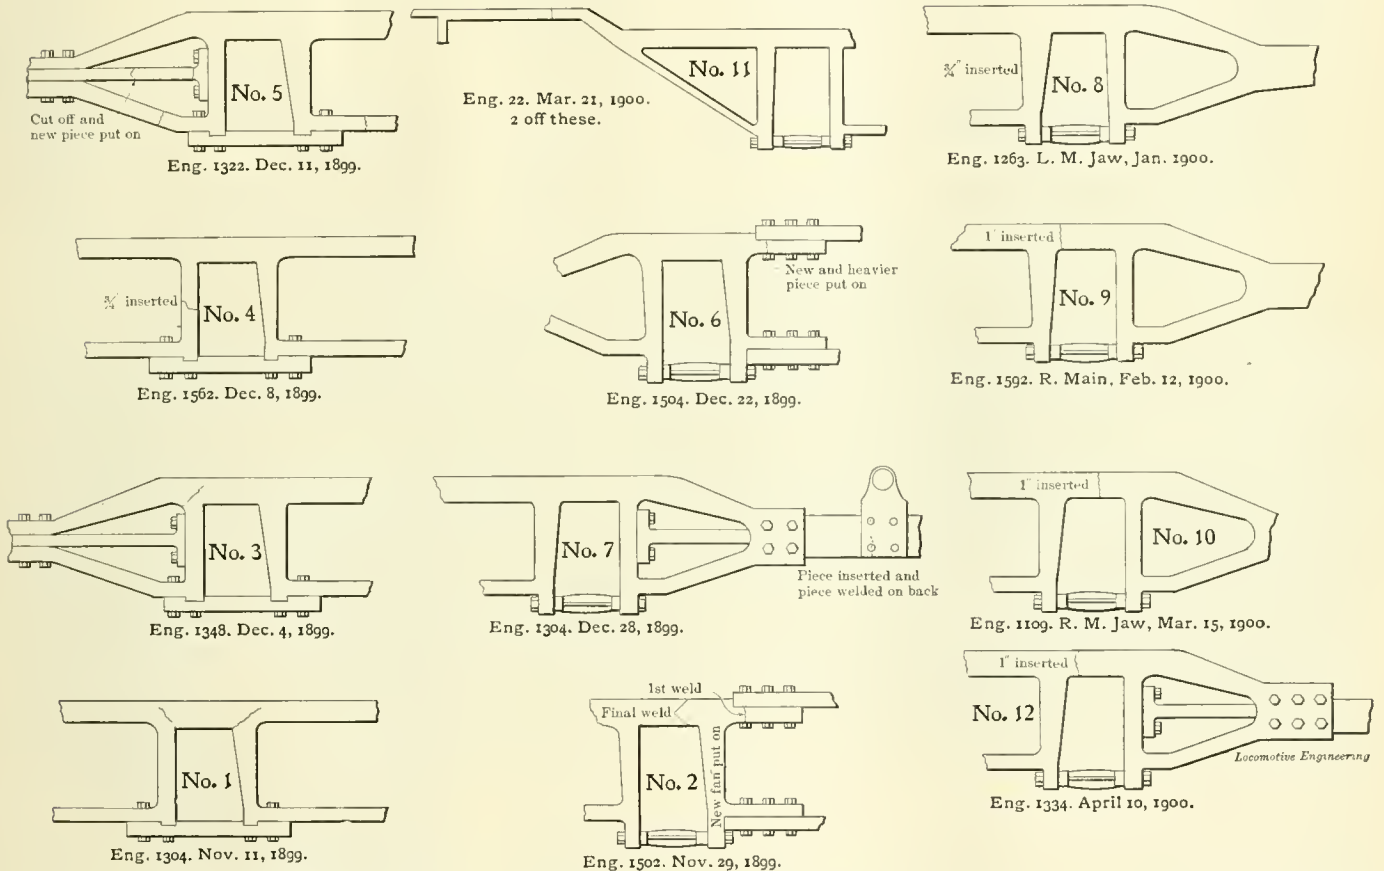 No. 5
Cut off and
new piece put on
Eng. 1322. Dec. 11, 1899.
No. 11
Eng. 22. Mar. 21, 1900.
2 off these.
¾" inserted
No. 8
Eng. 1263. L. M. Jaw, Jan. 1900.
¾" inserted
No. 4
Eng. 1562. Dec. 8, 1899.
No. 6
New and heavier
piece put on
Eng. 1504. Dec. 22, 1899.
1" inserted
No. 9
Eng. 1592. R. Main, Feb. 12, 1900.
No. 3
Eng. 1348. Dec. 4, 1899.
No. 7
Piece inserted and
piece welded on back
Eng. 1304. Dec. 28, 1899.
1" inserted
No. 10
Eng. 1109. R. M. Jaw, Mar. 15, 1900.
No. 1
Eng. 1304. Nov. 11, 1899.
1st weld
Final weld
No. 2
New fan put on
Eng. 1502. Nov. 29, 1899.
1" inserted
No. 12
Locomotive Engineering
Eng. 1334. April 10, 1900.